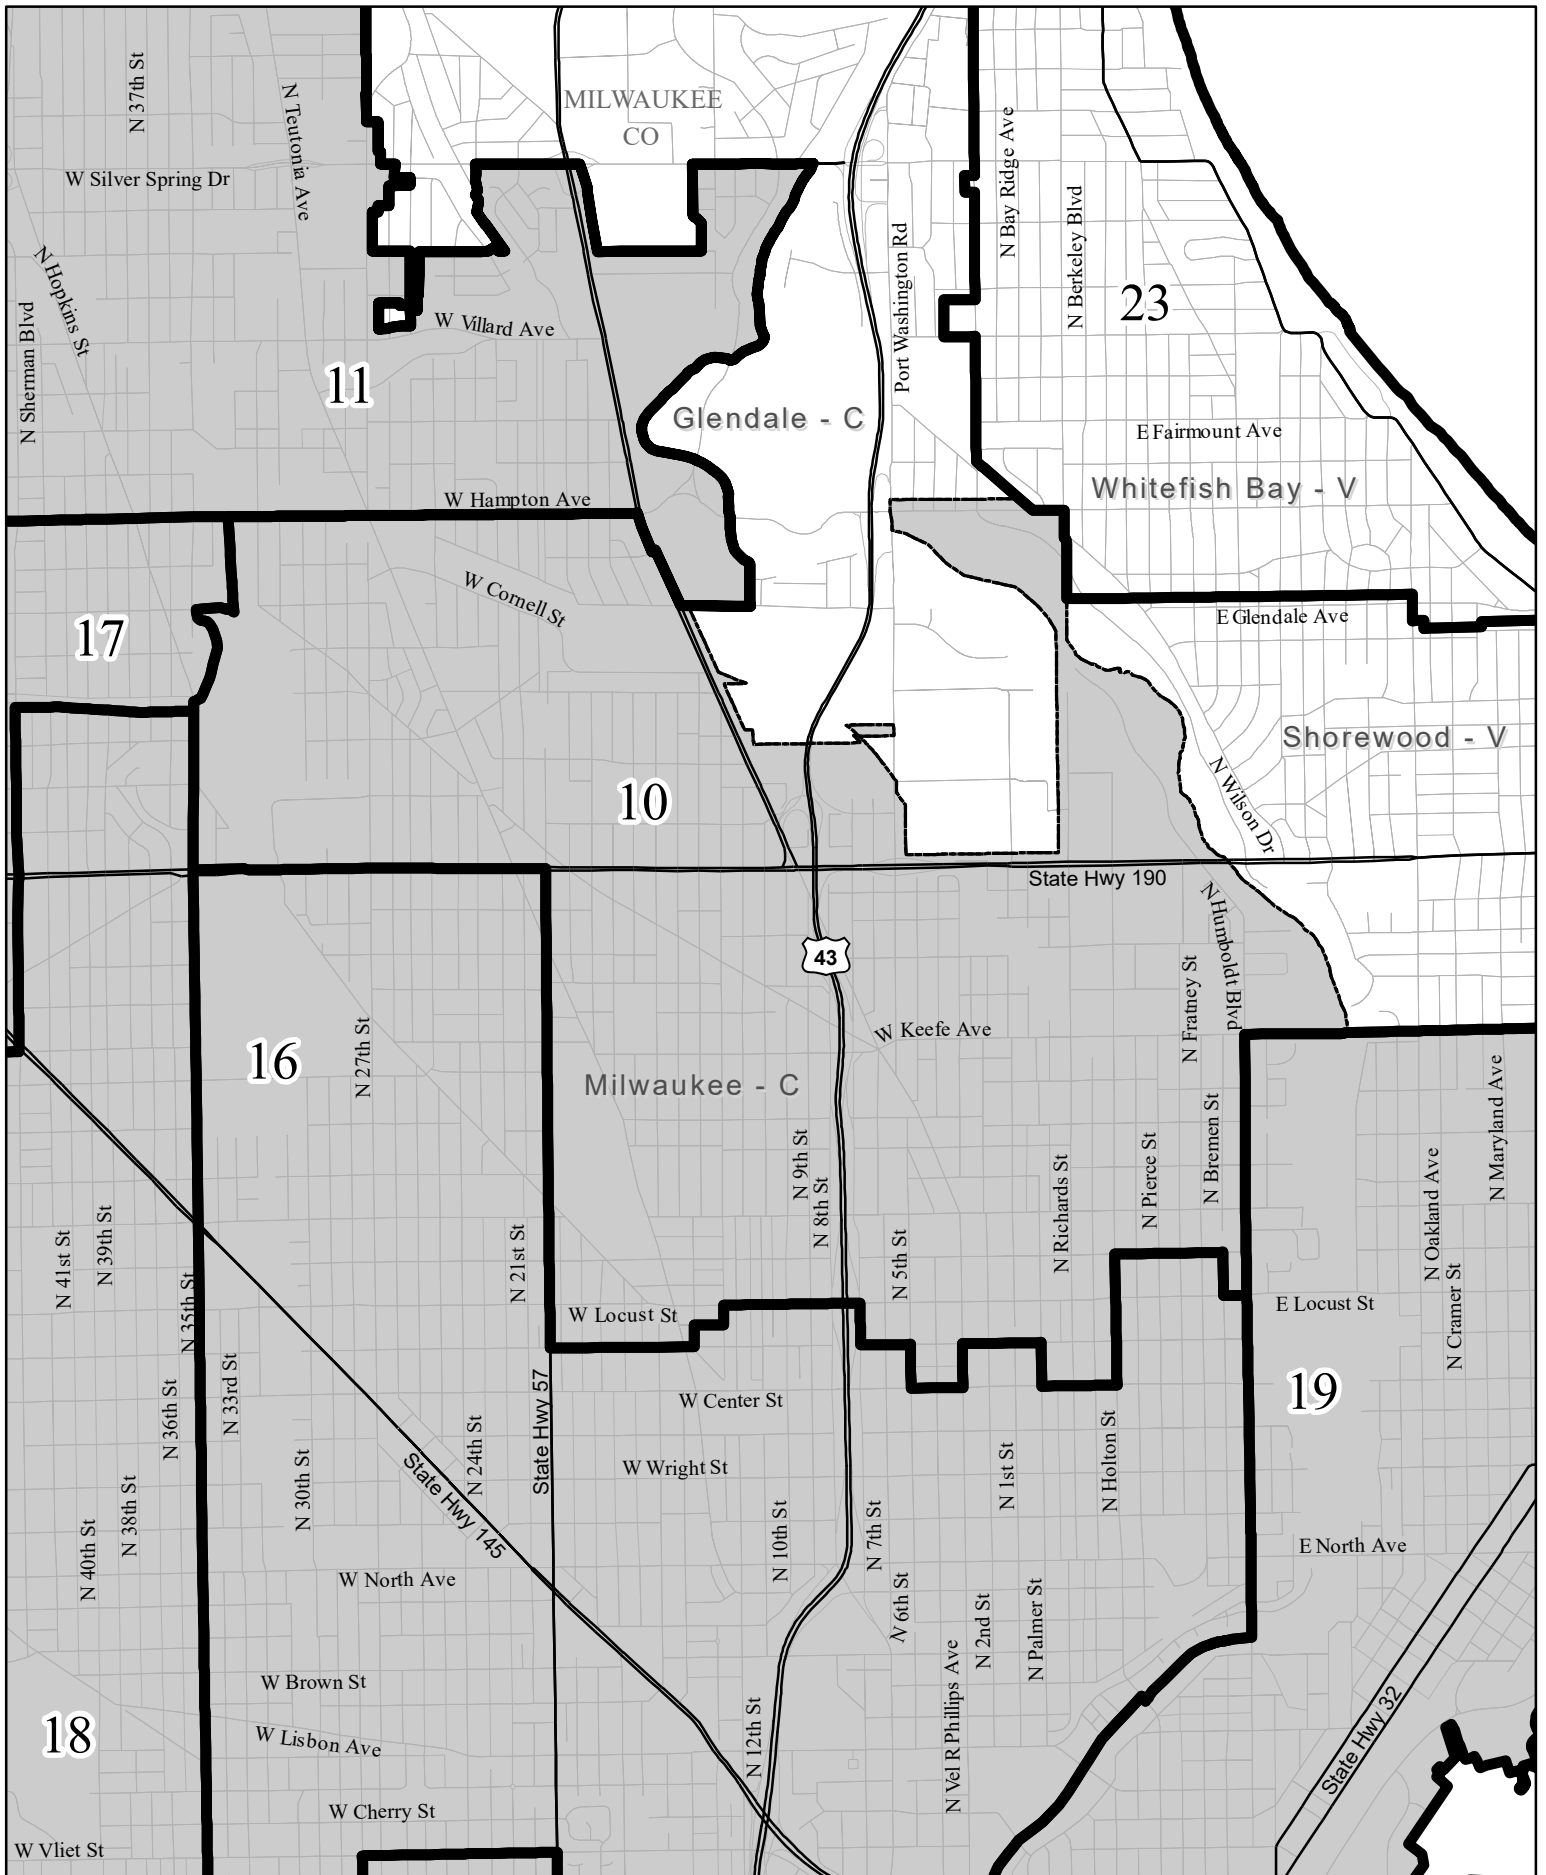 N 37th St
N Teutonia Ave
MILWAUKEE
CO
W Silver Spring Dr
N Bay Ridge Ave
N Berkeley Blvd
Port Washington Rd
N Hopkins St
N Sherman Blvd
23
W Villard Ave
11
Glendale - C
E Fairmount Ave
Whitefish Bay - V
W Hampton Ave
W Cornell St
17
E Glendale Ave
Shorewood - V
N Wilson Dr
10
State Hwy 190
N Humboldt Blvd
43
N Fratney St
W Keefe Ave
16
N 27th St
Milwaukee - C
N Maryland Ave
N Bremen St
N Pierce St
N 9th St
N 8th St
N Richards St
N Oakland Ave
N 41st St
N 39th St
N 21st St
N 5th St
N 35th St
W Locust St
E Locust St
N Cramer St
N 33rd St
N 36th St
State Hwy 57
W Center St
19
N 24th St
N Holton St
N 1st St
W Wright St
N 30th St
State Hwy 145
N 38th St
N 40th St
N 10th St
N 7th St
E North Ave
W North Ave
N 6th St
N 2nd St
N Palmer St
N Vel R Phillips Ave
W Brown St
N 12th St
State Hwy 32
18
W Lisbon Ave
W Cherry St
W Vliet St